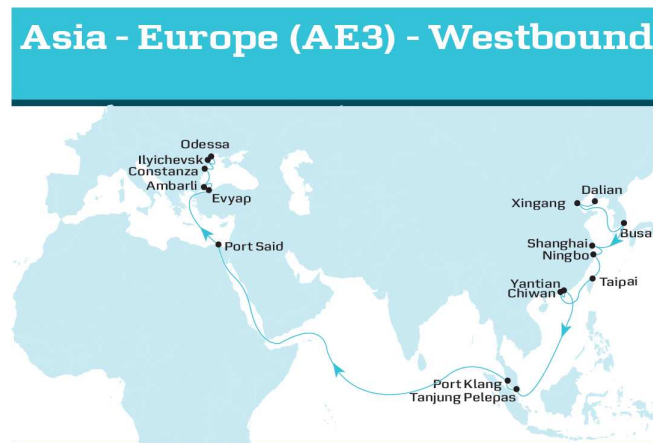 Asia - Europe (AE3) - Westbound
Odessa
Ilyichevsk
Constanza
Ambarli
Evyap
Port Said
Dalian
Xingang
Busa
Shanghai
Ningbo
Taipai
Yantian
Chiwan
Port Klang
Tanjung Pelepas